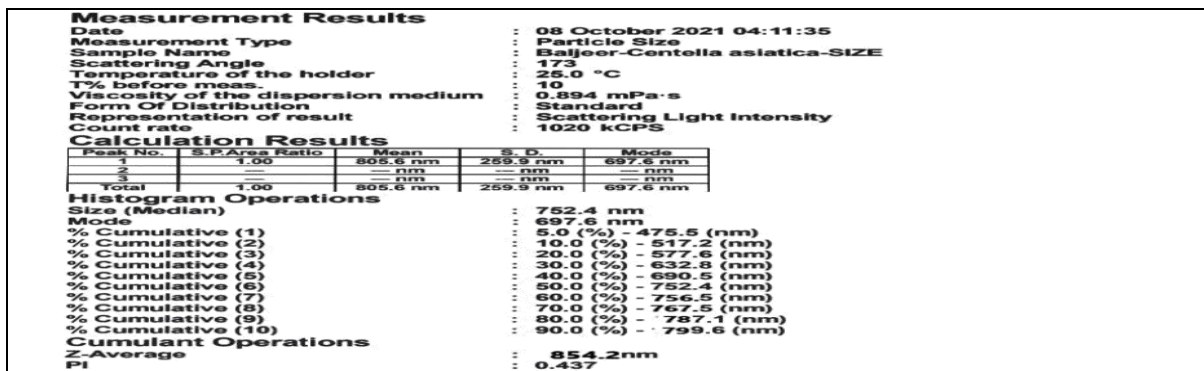 Measurement Results
Date : 08 October 2021 04:11:35
Measurement Type : Particle Size
Sample Name : Baljeer-Centella asiatica-SIZE
Scattering Angle : 173
Temperature of the holder : 25.0 °C
T% before meas. : 10
Viscosity of the dispersion medium : 0.894 mPa·s
Form Of Distribution : Standard
Representation of result : Scattering Light Intensity
Count rate : 1020 kCPS
Calculation Results
Peak No. S.P.Area Ratio Mean S. D. Mode
1 1.00 805.6 nm 259.9 nm 697.6 nm
2 --- --- nm --- nm --- nm
3 --- --- nm --- nm --- nm
Total 1.00 805.6 nm 259.9 nm 697.6 nm
Histogram Operations
Size (Median) : 752.4 nm
Mode : 697.6 nm
% Cumulative (1) : 5.0 (%) - 475.5 (nm)
% Cumulative (2) : 10.0 (%) - 517.2 (nm)
% Cumulative (3) : 20.0 (%) - 577.6 (nm)
% Cumulative (4) : 30.0 (%) - 632.8 (nm)
% Cumulative (5) : 40.0 (%) - 690.5 (nm)
% Cumulative (6) : 50.0 (%) - 752.4 (nm)
% Cumulative (7) : 60.0 (%) - 756.5 (nm)
% Cumulative (8) : 70.0 (%) - 767.5 (nm)
% Cumulative (9) : 80.0 (%) - 787.1 (nm)
% Cumulative (10) : 90.0 (%) - 799.6 (nm)
Cumulant Operations
Z-Average : 854.2nm
PI : 0.437